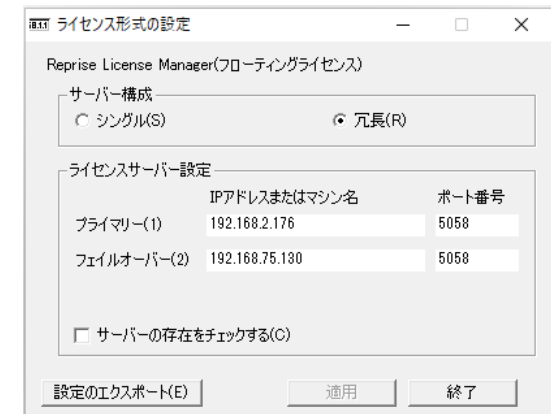 ライセンス形式の設定
Reprise License Manager(フローティングライセンス)
サーバー構成
シングル(S) 冗長(R)
ライセンスサーバー設定
IPアドレスまたはマシン名 ポート番号
プライマリー(1) 192.168.2.176 5058
フェイルオーバー(2) 192.168.75.130 5058
サーバーの存在をチェックする(C)
設定のエクスポート(E) 適用 終了